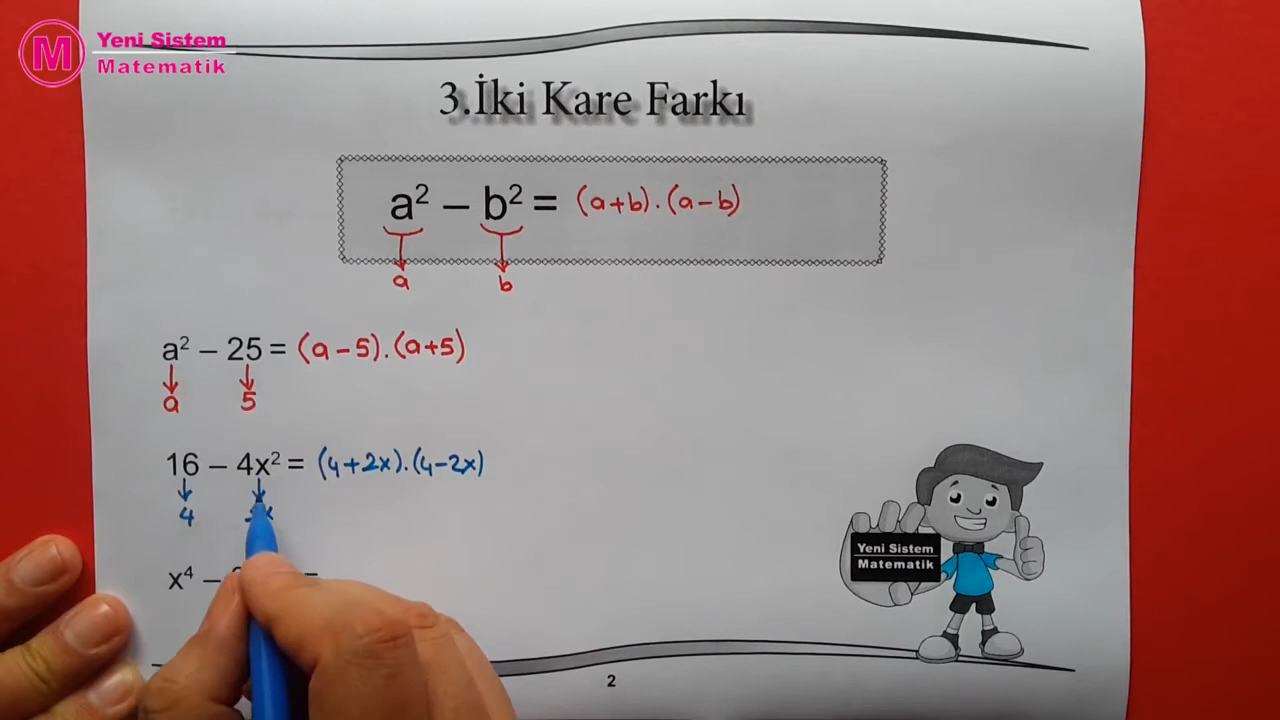 M Yeni Sistem
Matematik
3.İki Kare Farkı
a² – b² = (a+b).(a–b)
a b
a² – 25 = (a–5).(a+5)
a 5
16 – 4x² = (4+2x).(4–2x)
4
x⁴ –
Yeni Sistem
Matematik
2